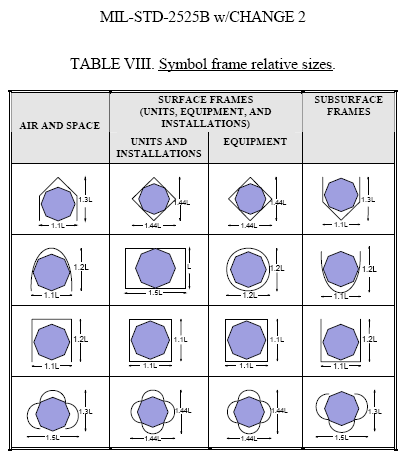 MIL-STD-2525B w/CHANGE 2
TABLE VIII. Symbol frame relative sizes.
AIR AND SPACE
SURFACE FRAMES
(UNITS, EQUIPMENT, AND
INSTALLATIONS)
SUBSURFACE
FRAMES
UNITS AND
INSTALLATIONS
EQUIPMENT
1.3L
1.1L
1.44L
1.44L
1.44L
1.44L
1.3L
1.1L
1.2L
1.1L
L
1.5L
1.2L
1.2L
1.2L
1.1L
1.2L
1.1L
1.1L
1.1L
1.1L
1.1L
1.2L
1.1L
1.3L
1.5L
1.44L
1.44L
1.44L
1.44L
1.3L
1.5L